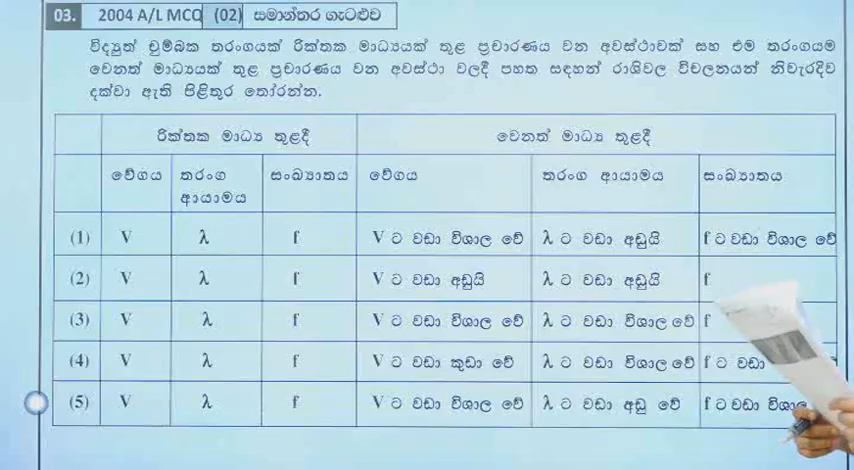 03. 2004 A/L MCQ (02) සමාන්තර ගැටළුව
විද්‍යුත් චුම්බක තරංගයක් රික්තක මාධ්‍යයක් තුළ ප්‍රචාරණය වන අවස්ථාවක් සහ එම තරංගයම
වෙනත් මාධ්‍යයක් තුළ ප්‍රචාරණය වන අවස්ථා වලදී පහත සඳහන් රාශිවල විචලනයන් නිවැරදිව
දක්වා ඇති පිළිතුර තෝරන්න.
රික්තක මාධ්‍ය තුළදී වෙනත් මාධ්‍ය තුළදී
වේගය තරංග ආයාමය සංඛ්‍යාතය වේගය තරංග ආයාමය සංඛ්‍යාතය
(1) V λ f V ට වඩා විශාල වේ λ ට වඩා අඩුයි f ට වඩා විශාල වේ
(2) V λ f V ට වඩා අඩුයි λ ට වඩා අඩුයි f
(3) V λ f V ට වඩා විශාල වේ λ ට වඩා විශාල වේ f
(4) V λ f V ට වඩා කුඩා වේ λ ට වඩා විශාල වේ f ට වඩා
(5) V λ f V ට වඩා විශාල වේ λ ට වඩා අඩු වේ f ට වඩා